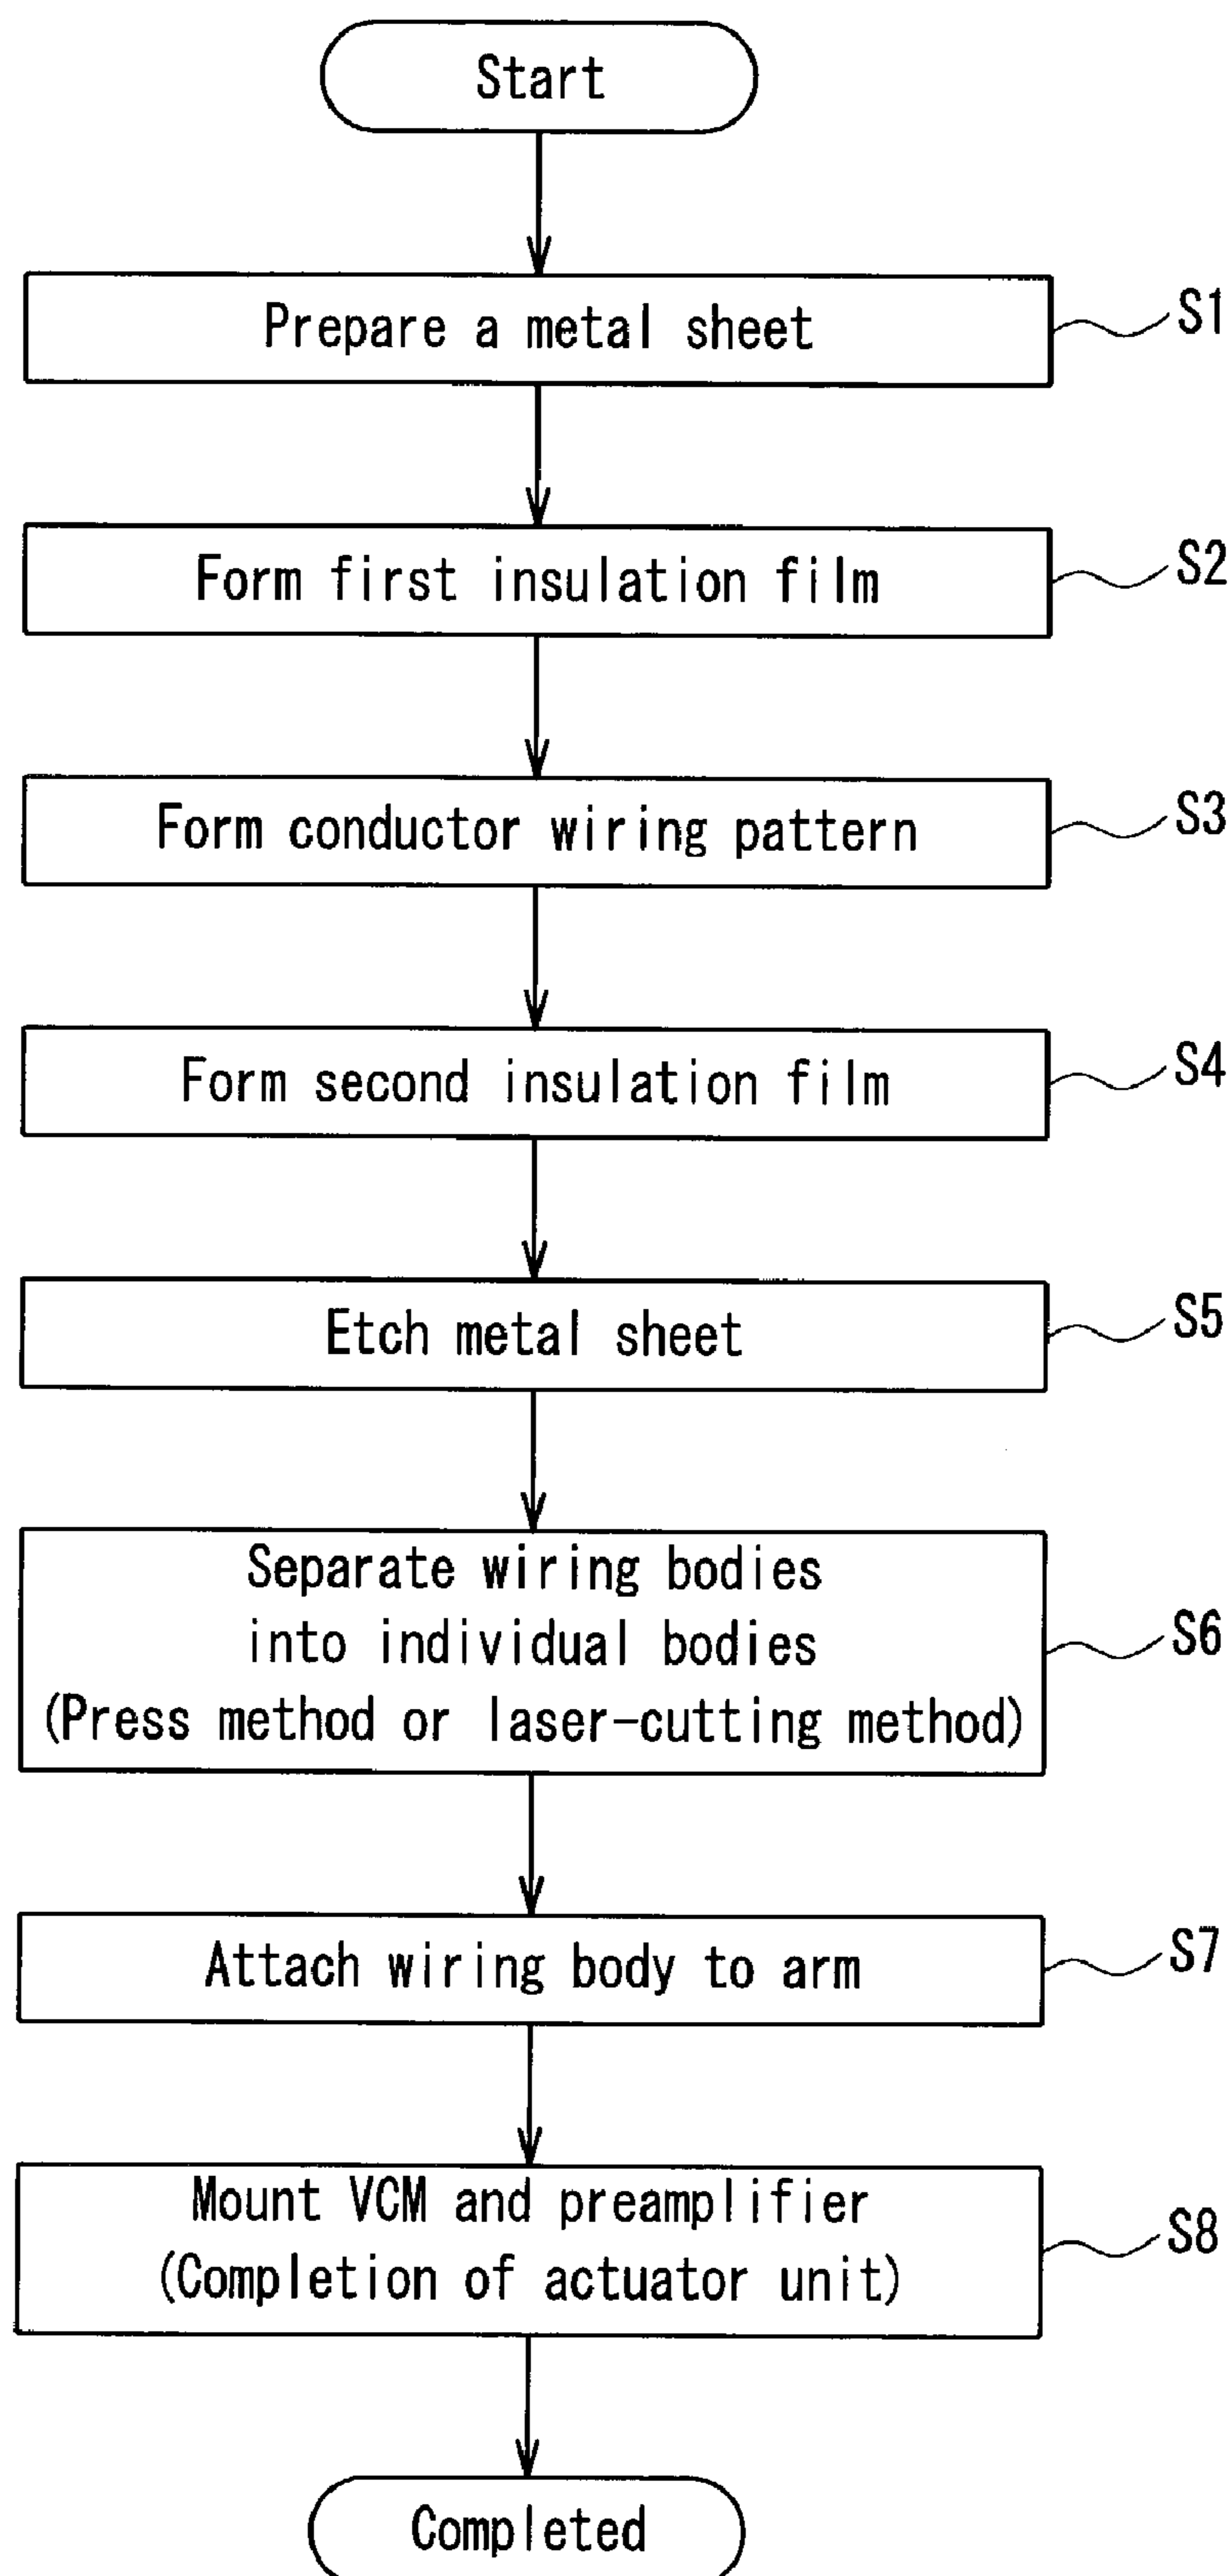 Start
Prepare a metal sheet
S1
Form first insulation film
S2
Form conductor wiring pattern
S3
Form second insulation film
S4
Etch metal sheet
S5
Separate wiring bodies
into individual bodies
(Press method or laser-cutting method)
S6
Attach wiring body to arm
S7
Mount VCM and preamplifier
(Completion of actuator unit)
S8
Completed